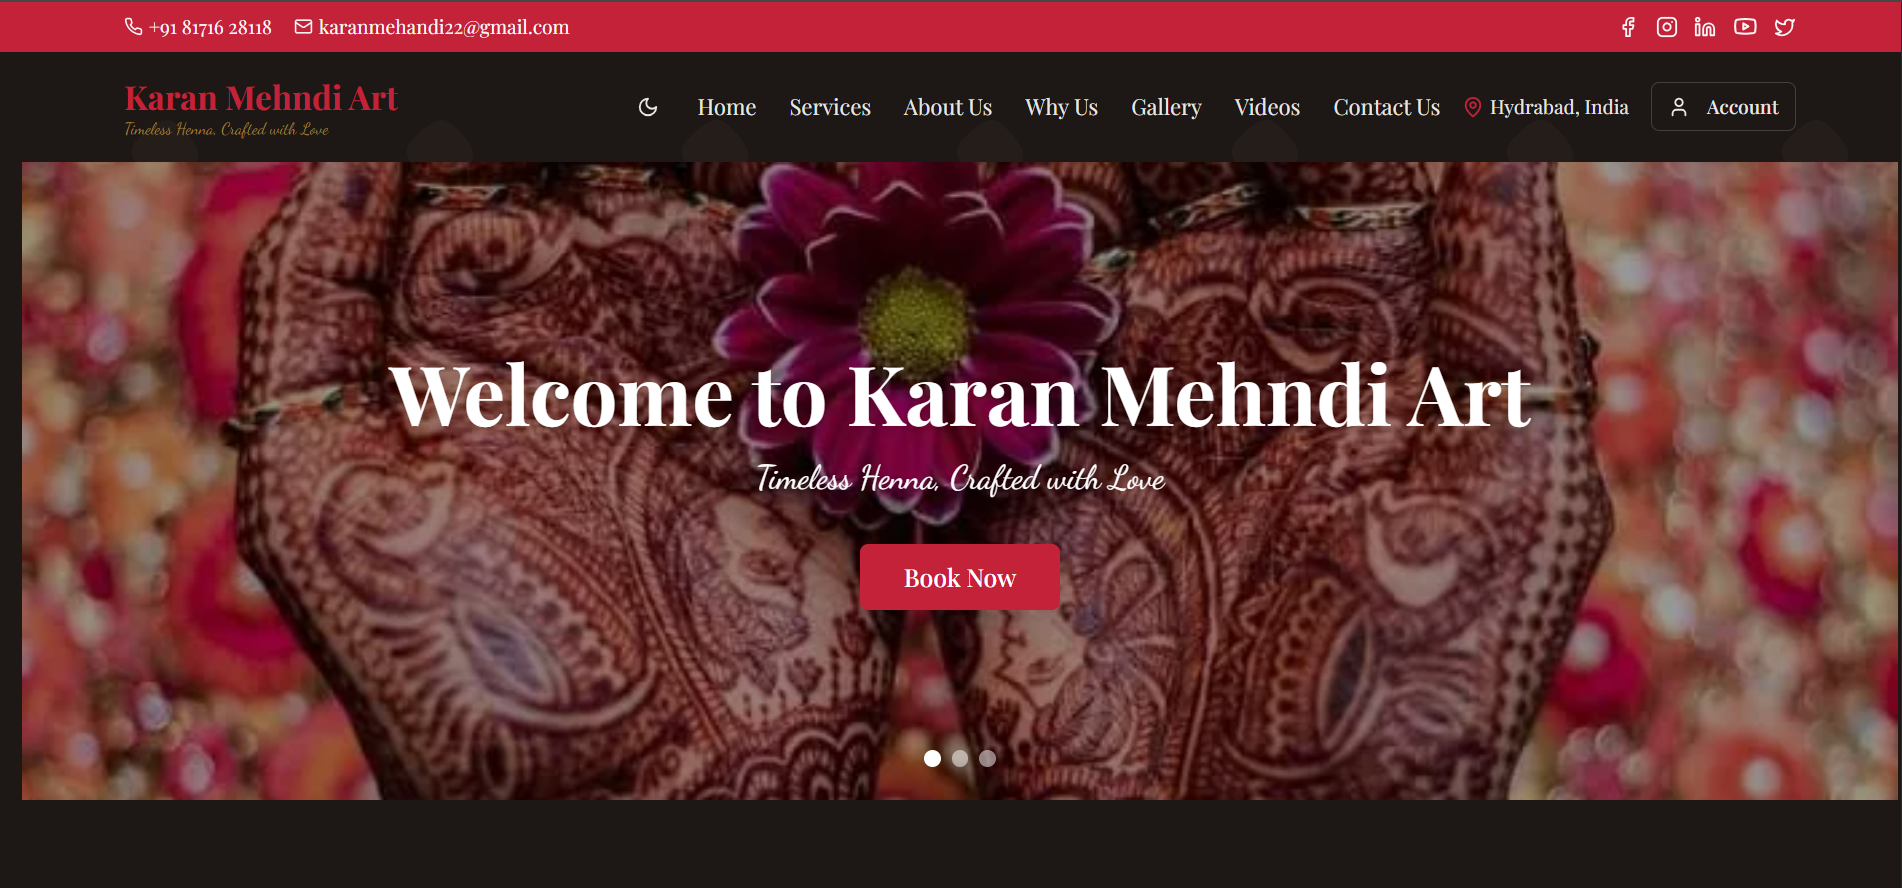 +91 81716 28118 karanmehandi22@gmail.com
Karan Mehndi Art
Timeless Henna, Crafted with Love
Home Services About Us Why Us Gallery Videos Contact Us Hydrabad, India Account
Welcome to Karan Mehndi Art
Timeless Henna, Crafted with Love
Book Now